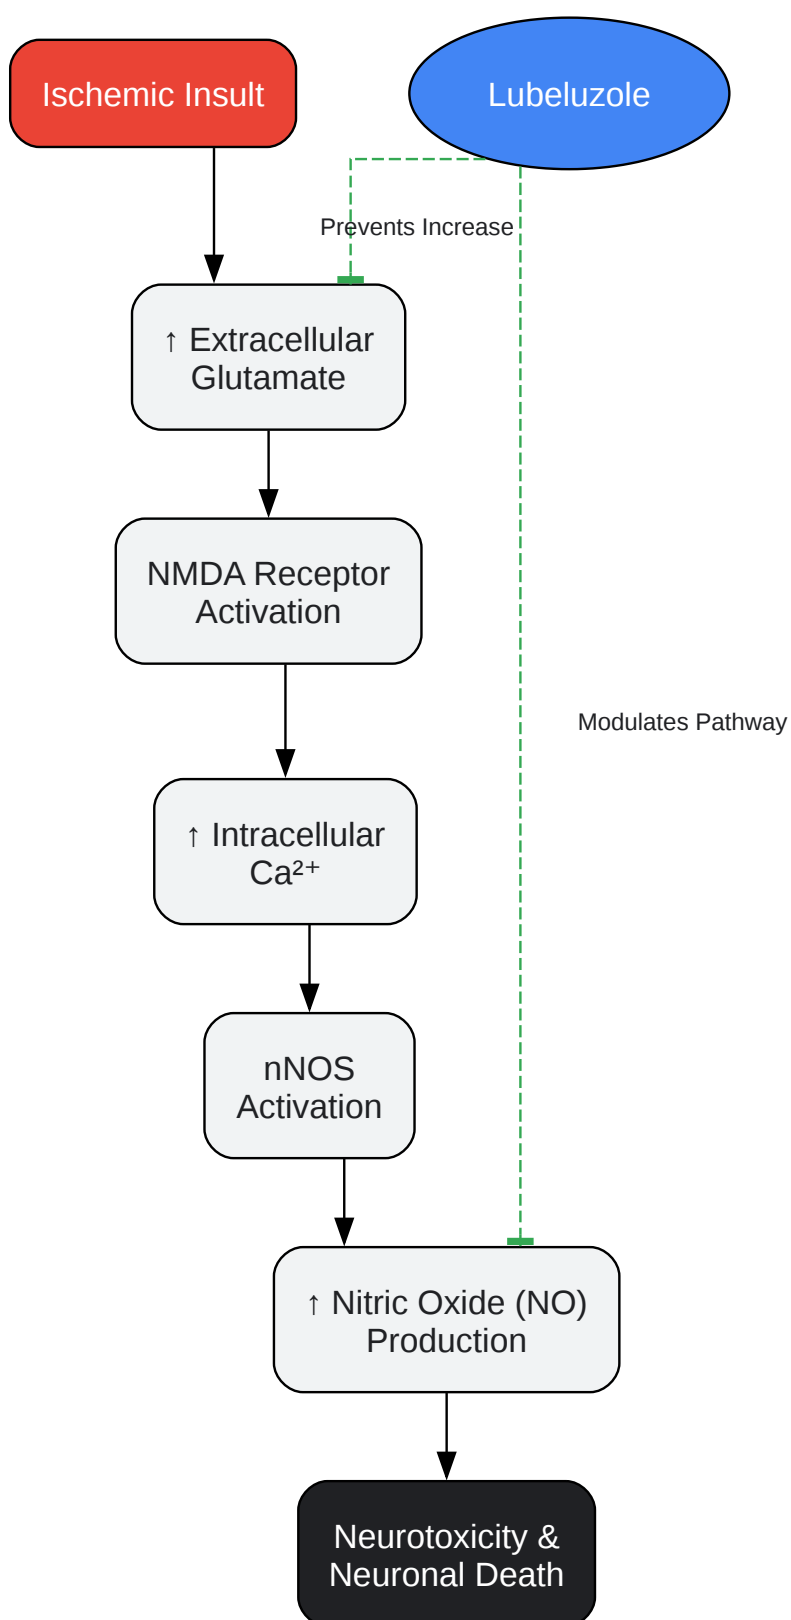 Ischemic Insult
Lubeluzole
Prevents Increase
↑ Extracellular
Glutamate
NMDA Receptor
Activation
Modulates Pathway
↑ Intracellular
Ca²⁺
nNOS
Activation
↑ Nitric Oxide (NO)
Production
Neurotoxicity &
Neuronal Death